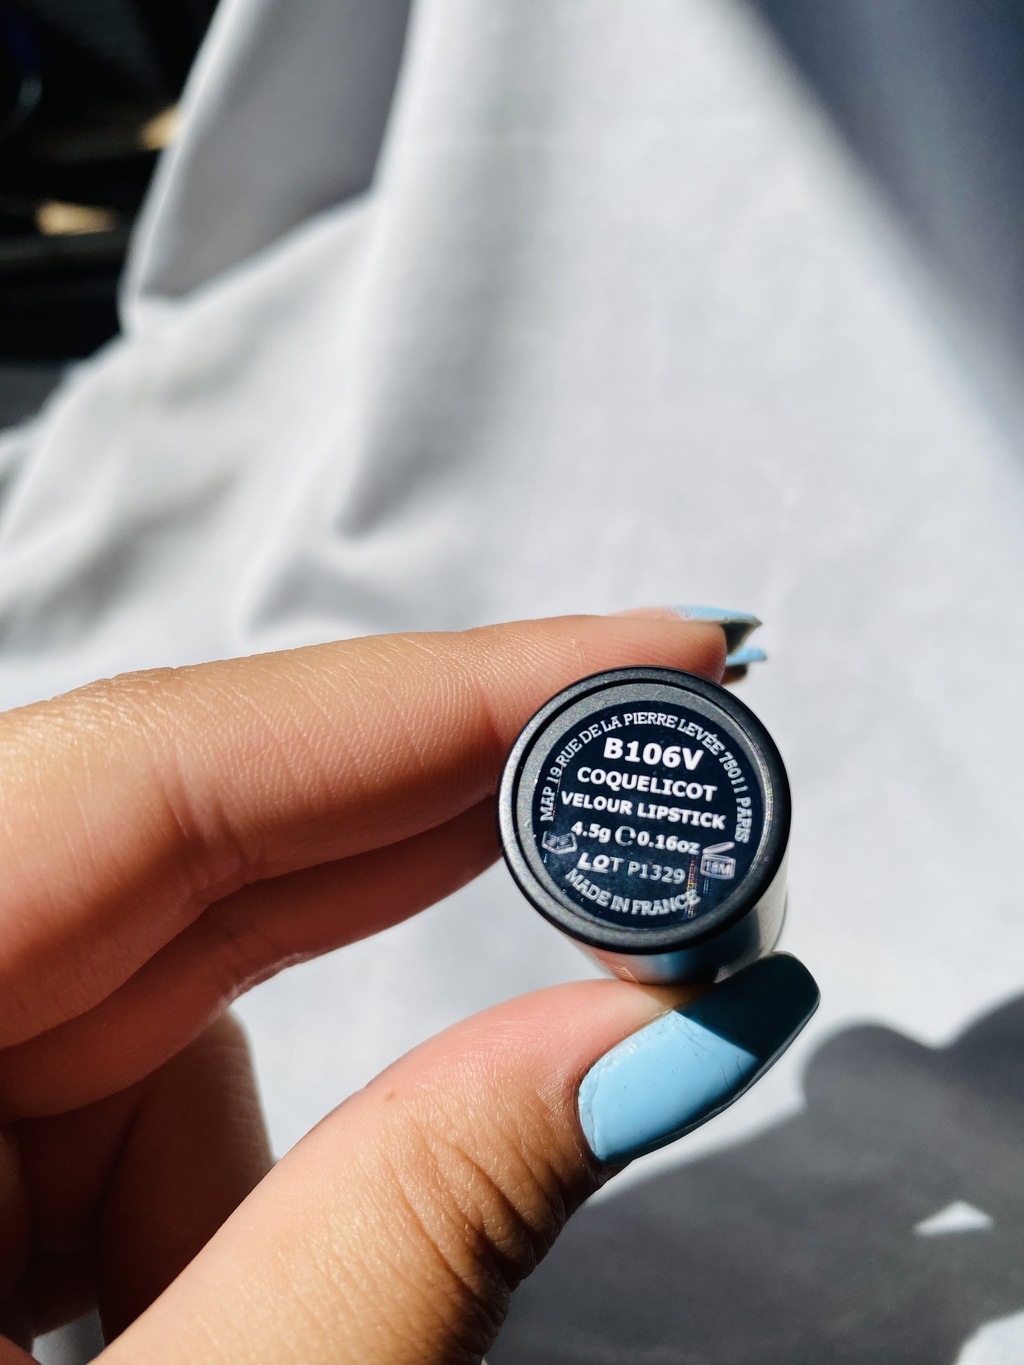 MAP 19 RUE DE LA PIERRE LEVÉE 75011 PARIS
B106V
COQUELICOT
VELOUR LIPSTICK
4.5g e 0.16oz
18M
LOT P1329
MADE IN FRANCE